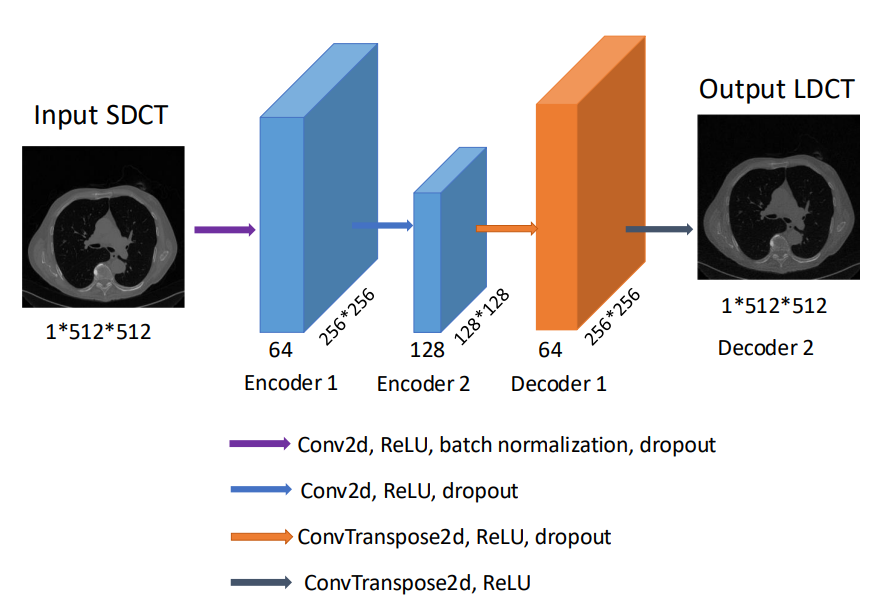 Input SDCT
Output LDCT
1*512*512
256*256
128*128
256*256
1*512*512
64
128
64
Decoder 2
Encoder 1
Encoder 2
Decoder 1
Conv2d, ReLU, batch normalization, dropout
Conv2d, ReLU, dropout
ConvTranspose2d, ReLU, dropout
ConvTranspose2d, ReLU